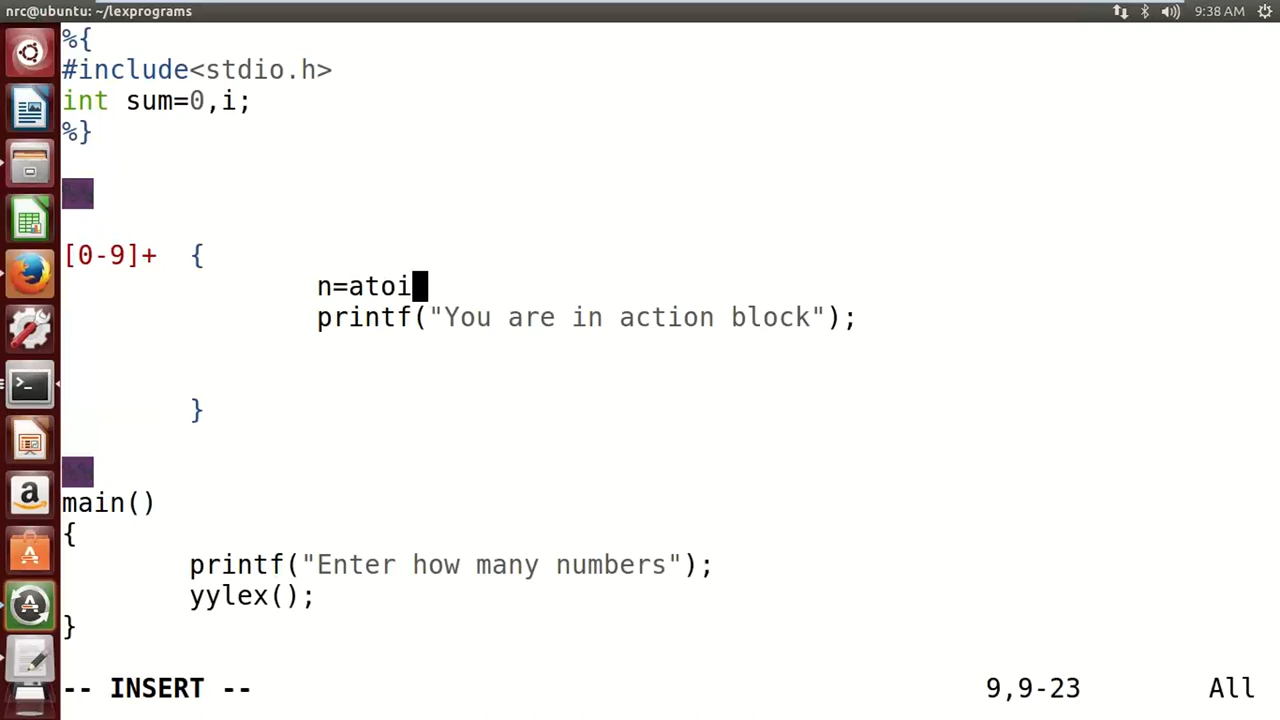 nrc@ubuntu: ~/lexprograms
9:38 AM
%{
#include<stdio.h>
int sum=0,i;
%}
%%
[0-9]+ {
n=atoi
printf("You are in action block");
}
%%
main()
{
printf("Enter how many numbers");
yylex();
}
-- INSERT --
9,9-23
All